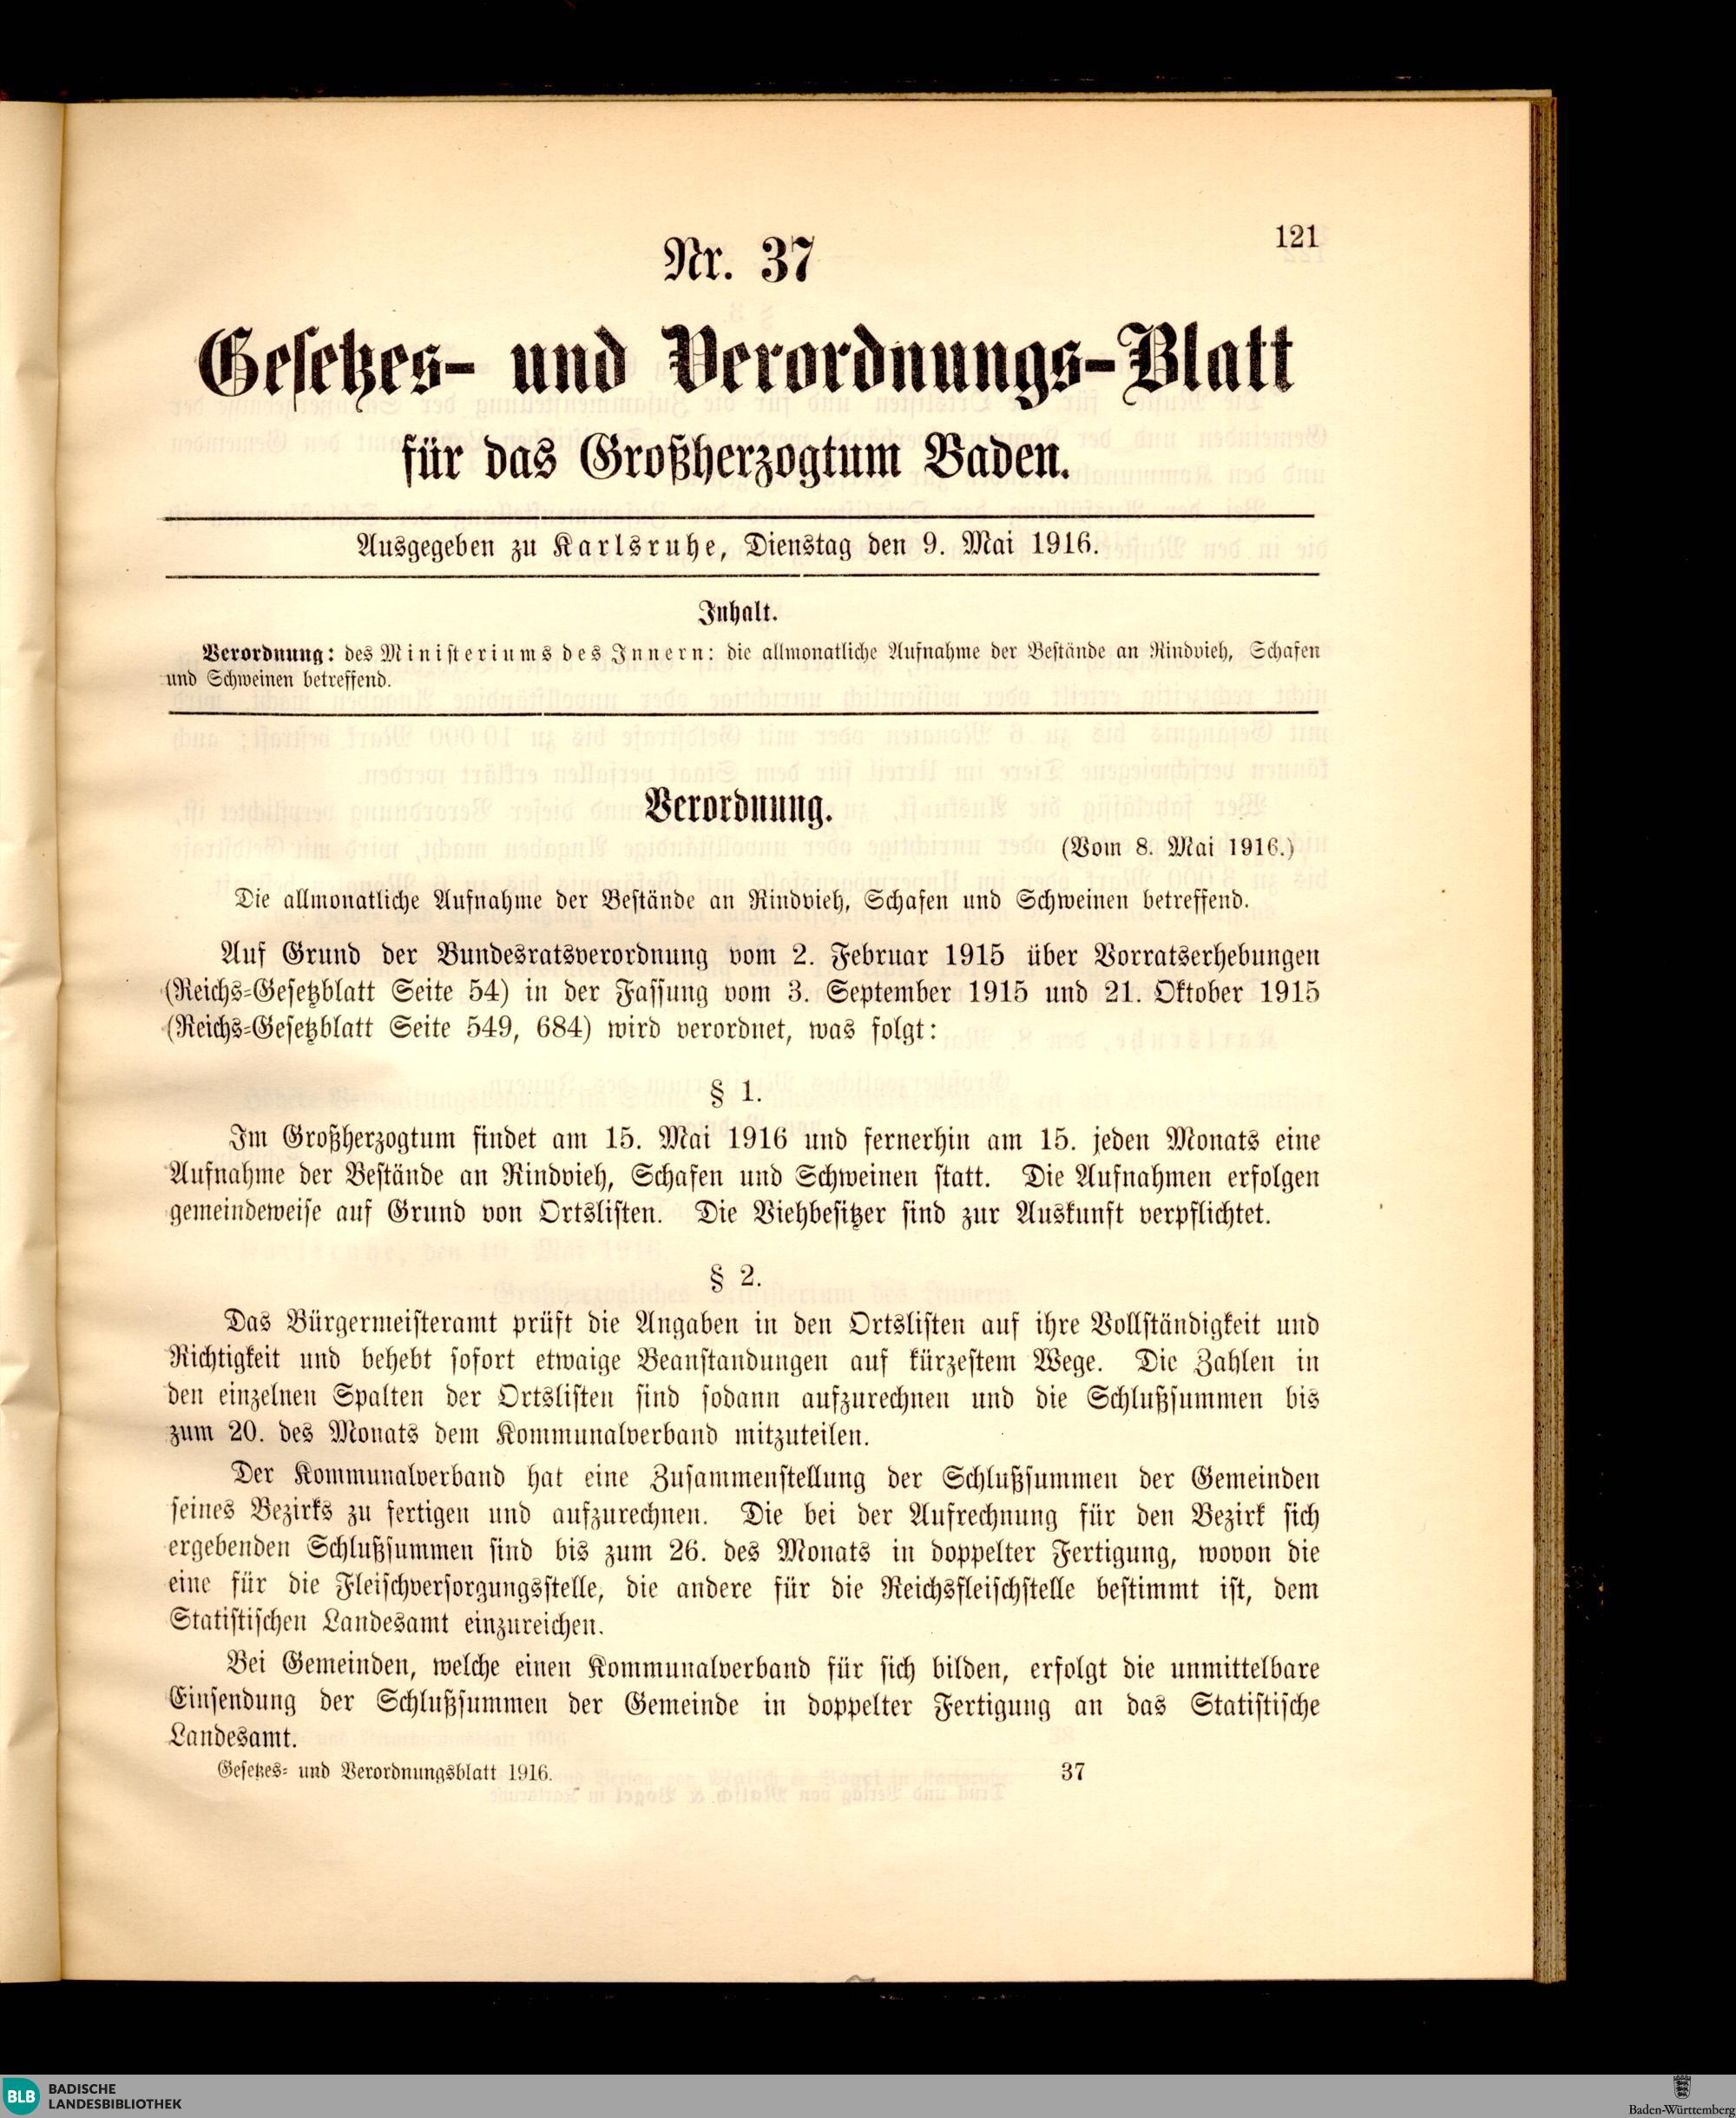 121
Nr. 37
Gesetzes- und Verordnungs-Blatt
für das Großherzogtum Baden.
Ausgegeben zu Karlsruhe, Dienstag den 9. Mai 1916.
Inhalt.
Verordnung: des Ministeriums des Innern: die allmonatliche Aufnahme der Bestände an Rindvieh, Schafen
und Schweinen betreffend.
Verordnung.
(Vom 8. Mai 1916.)
Die allmonatliche Aufnahme der Bestände an Rindvieh, Schafen und Schweinen betreffend.
Auf Grund der Bundesratsverordnung vom 2. Februar 1915 über Vorratserhebungen
(Reichs-Gesetzblatt Seite 54) in der Fassung vom 3. September 1915 und 21. Oktober 1915
(Reichs-Gesetzblatt Seite 549, 684) wird verordnet, was folgt:
§ 1.
Im Großherzogtum findet am 15. Mai 1916 und fernerhin am 15. jeden Monats eine
Aufnahme der Bestände an Rindvieh, Schafen und Schweinen statt. Die Aufnahmen erfolgen
gemeindeweise auf Grund von Ortslisten. Die Viehbesitzer sind zur Auskunft verpflichtet.
§ 2.
Das Bürgermeisteramt prüft die Angaben in den Ortslisten auf ihre Vollständigkeit und
Richtigkeit und behebt sofort etwaige Beanstandungen auf kürzestem Wege. Die Zahlen in
den einzelnen Spalten der Ortslisten sind sodann aufzurechnen und die Schlußsummen bis
zum 20. des Monats dem Kommunalverband mitzuteilen.
Der Kommunalverband hat eine Zusammenstellung der Schlußsummen der Gemeinden
seines Bezirks zu fertigen und aufzurechnen. Die bei der Aufrechnung für den Bezirk sich
ergebenden Schlußsummen sind bis zum 26. des Monats in doppelter Fertigung, wovon die
eine für die Fleischversorgungsstelle, die andere für die Reichsfleischstelle bestimmt ist, dem
Statistischen Landesamt einzureichen.
Bei Gemeinden, welche einen Kommunalverband für sich bilden, erfolgt die unmittelbare
Einsendung der Schlußsummen der Gemeinde in doppelter Fertigung an das Statistische
Landesamt.
Gesetzes- und Verordnungsblatt 1916. 37
BLB BADISCHE
LANDESBIBLIOTHEK
Baden-Württemberg